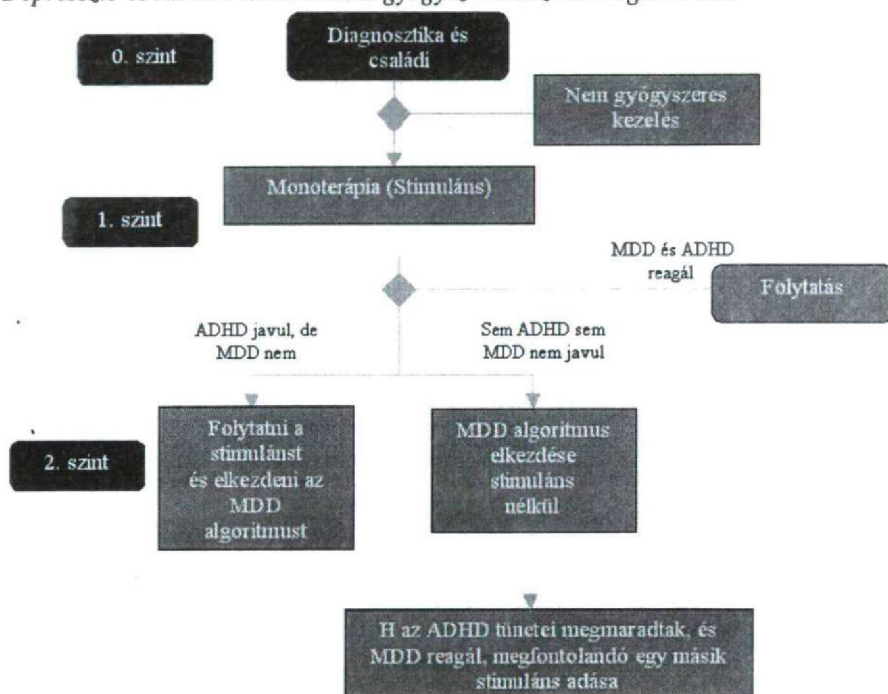 0. szint
Diagnosztika és
családi
Nem gyógyszeres
kezelés
Monoterápia (Stimuláns)
1. szint
MDD és ADHD
reagál
Folytatás
ADHD javul, de
MDD nem
Sem ADHD sem
MDD nem javul
2. szint
Folytatni a
stimulánst
és elkezdeni az
MDD
algoritmust
MDD algoritmus
elkezdése
stimuláns
nélkül
H az ADHD tünetei megmaradtak, és
MDD reagál, megfontolandó egy másik
stimuláns adása